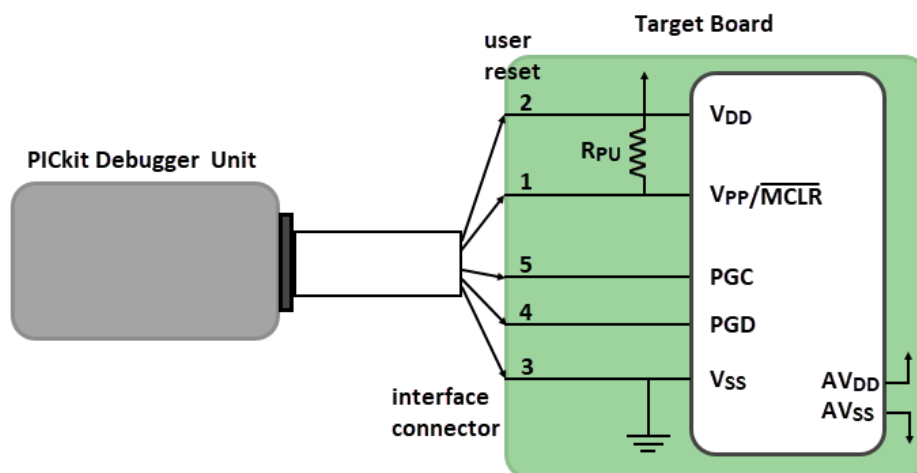 Target Board
user
reset
2
VDD
PICkit Debugger Unit
RPU
1
VPP/MCLR
5
PGC
4
PGD
3
VSS
AVDD
AVSS
interface
connector